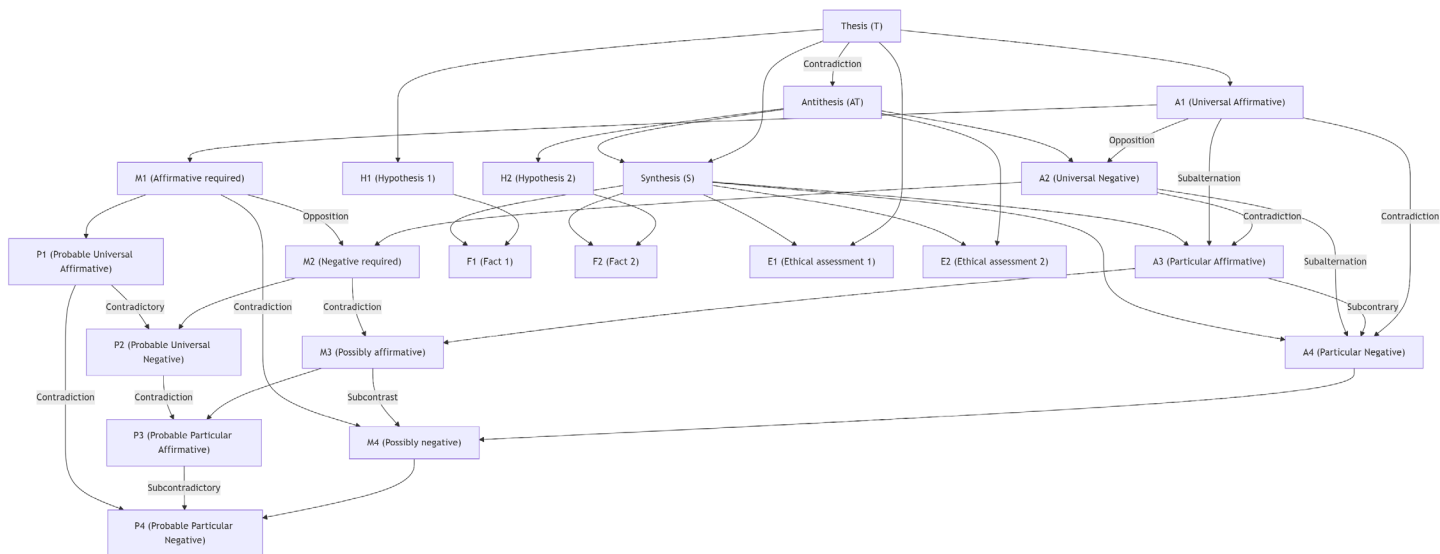 Thesis (T)
Contradiction
Antithesis (AT)
A1 (Universal Affirmative)
Opposition
M1 (Affirmative required)
H1 (Hypothesis 1)
H2 (Hypothesis 2)
Synthesis (S)
A2 (Universal Negative)
Subalternation
Opposition
Contradiction
Contradiction
P1 (Probable Universal
Affirmative)
M2 (Negative required)
F1 (Fact 1)
F2 (Fact 2)
E1 (Ethical assessment 1)
E2 (Ethical assessment 2)
A3 (Particular Affirmative)
Subalternation
Contradictory
Contradiction
Contradiction
Subcontrary
P2 (Probable Universal
Negative)
M3 (Possibly affirmative)
A4 (Particular Negative)
Contradiction
Contradiction
Subcontrast
P3 (Probable Particular
Affirmative)
M4 (Possibly negative)
Subcontradictory
P4 (Probable Particular
Negative)